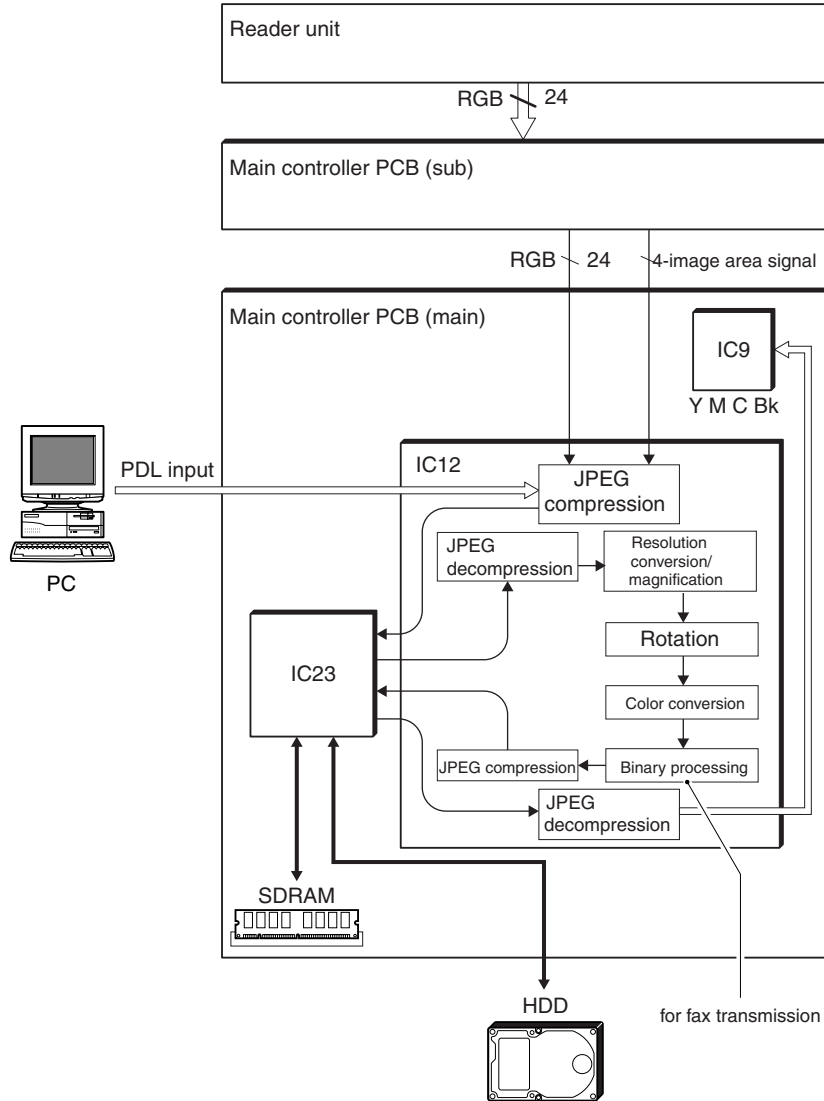 Reader unit
RGB 24
Main controller PCB (sub)
RGB 24 4-image area signal
Main controller PCB (main)
IC9
Y M C Bk
PDL input
PC
IC12
JPEG
compression
JPEG
decompression
Resolution
conversion/
magnification
Rotation
IC23
Color conversion
JPEG compression
Binary processing
JPEG
decompression
SDRAM
HDD
for fax transmission